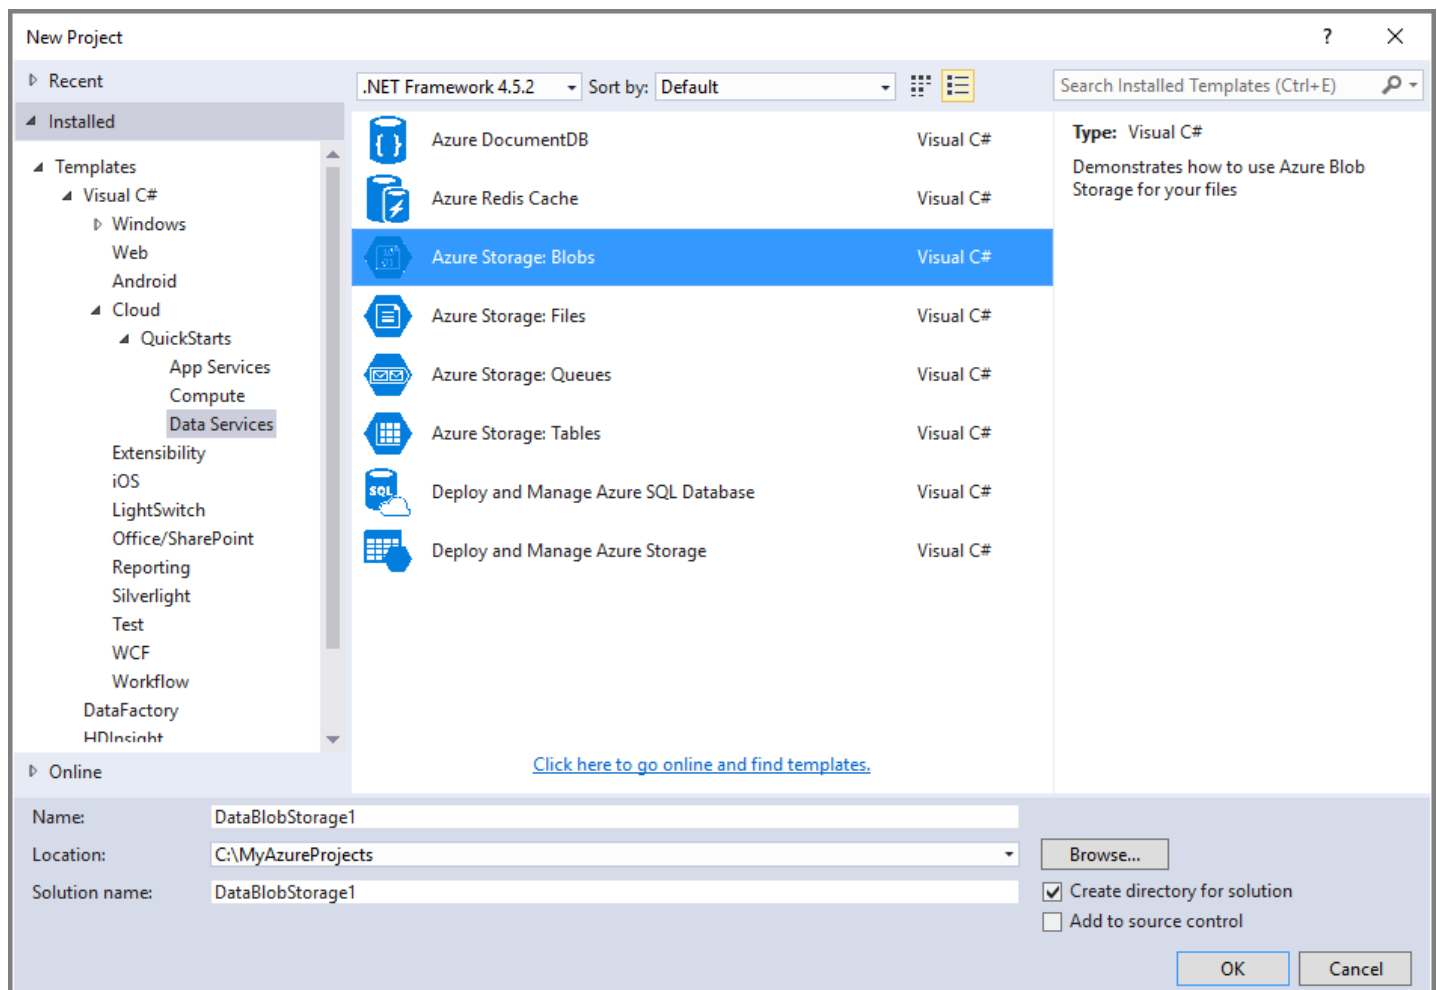 New Project
?
Recent
Installed
Templates
Visual C#
Windows
Web
Android
Cloud
QuickStarts
App Services
Compute
Data Services
Extensibility
iOS
LightSwitch
Office/SharePoint
Reporting
Silverlight
Test
WCF
Workflow
DataFactory
HDInsight
Online
.NET Framework 4.5.2 Sort by: Default
Azure DocumentDB Visual C#
Azure Redis Cache Visual C#
Azure Storage: Blobs Visual C#
Azure Storage: Files Visual C#
Azure Storage: Queues Visual C#
Azure Storage: Tables Visual C#
SQL
Deploy and Manage Azure SQL Database Visual C#
Deploy and Manage Azure Storage Visual C#
Click here to go online and find templates.
Search Installed Templates (Ctrl+E)
Type: Visual C#
Demonstrates how to use Azure Blob
Storage for your files
Name: DataBlobStorage1
Location: C:\MyAzureProjects
Browse...
Solution name: DataBlobStorage1
Create directory for solution
Add to source control
OK Cancel